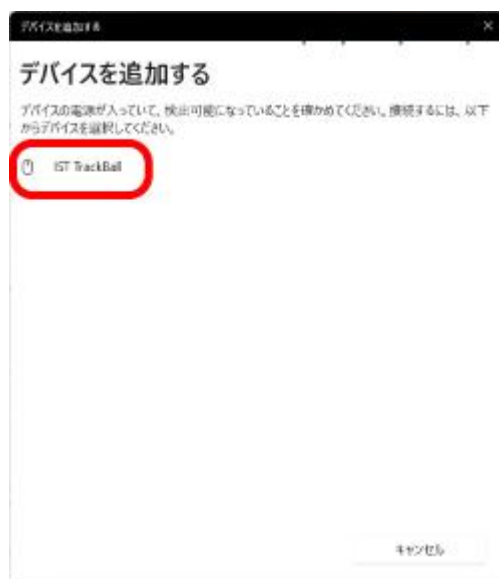 デバイスを追加する
デバイスを追加する
デバイスの電源が入っていて、検出可能になっていることを確かめてください。接続するには、以下
からデバイスを選択してください。
IST TrackBall
キャンセル